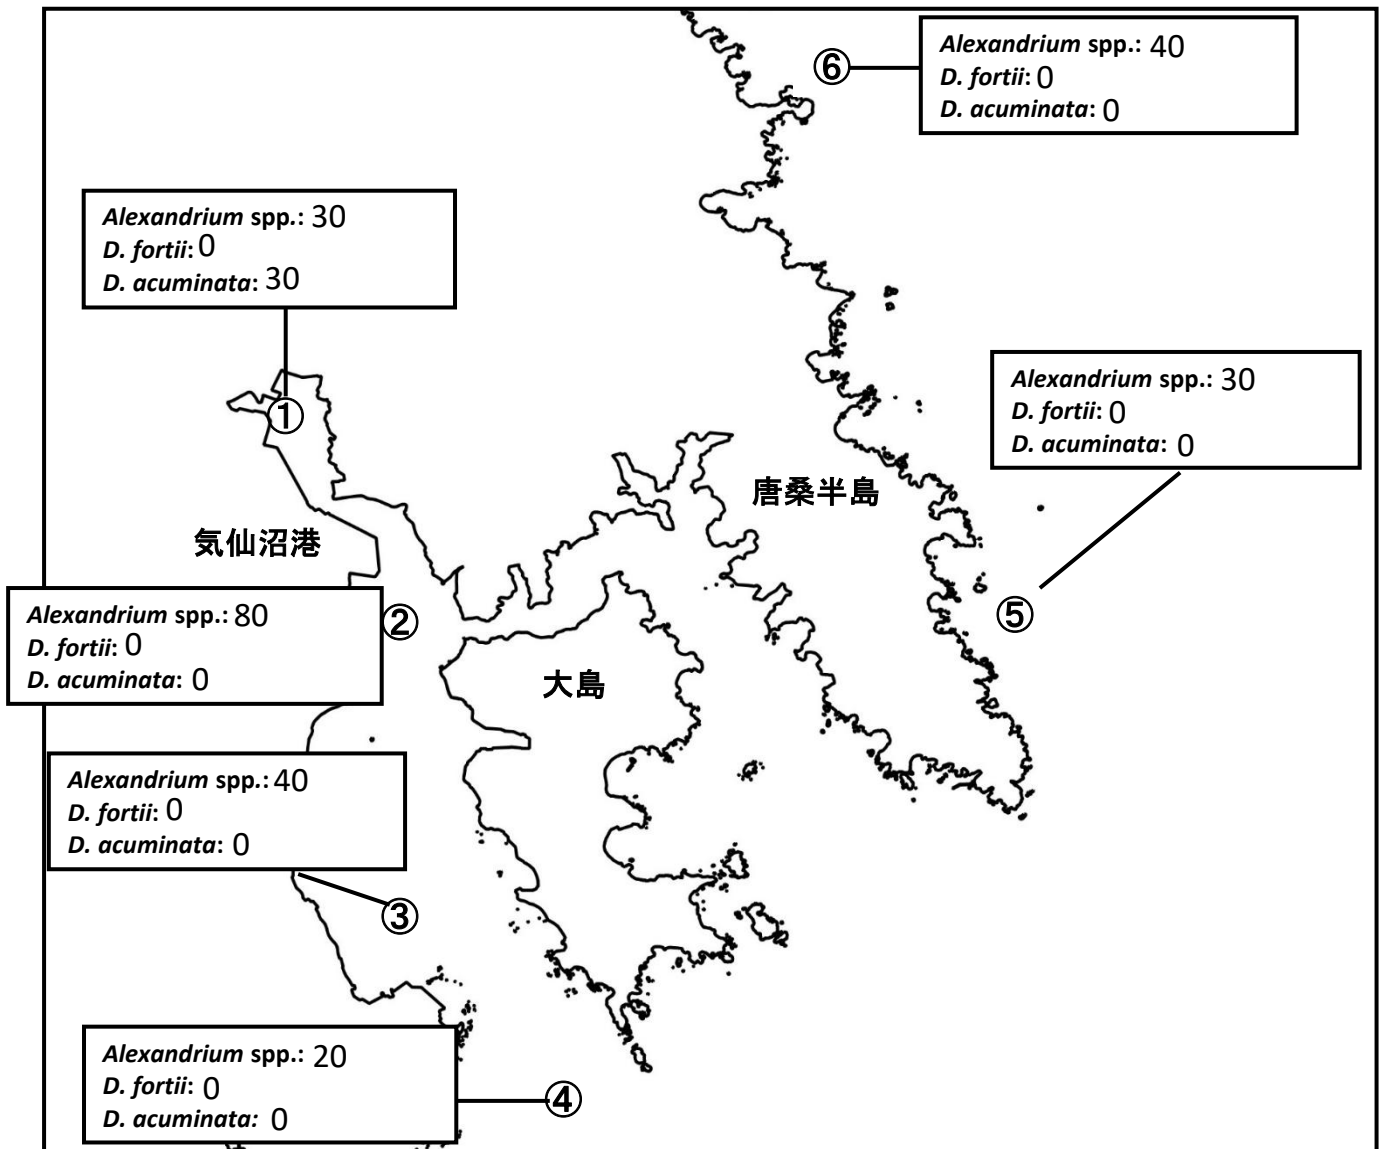 Alexandrium spp.: 40
D. fortii: 0
D. acuminata: 0
⑥
Alexandrium spp.: 30
D. fortii: 0
D. acuminata: 30
①
Alexandrium spp.: 30
D. fortii: 0
D. acuminata: 0
⑤
唐桑半島
気仙沼港
Alexandrium spp.: 80
D. fortii: 0
D. acuminata: 0
②
大島
Alexandrium spp.: 40
D. fortii: 0
D. acuminata: 0
③
Alexandrium spp.: 20
D. fortii: 0
D. acuminata: 0
④